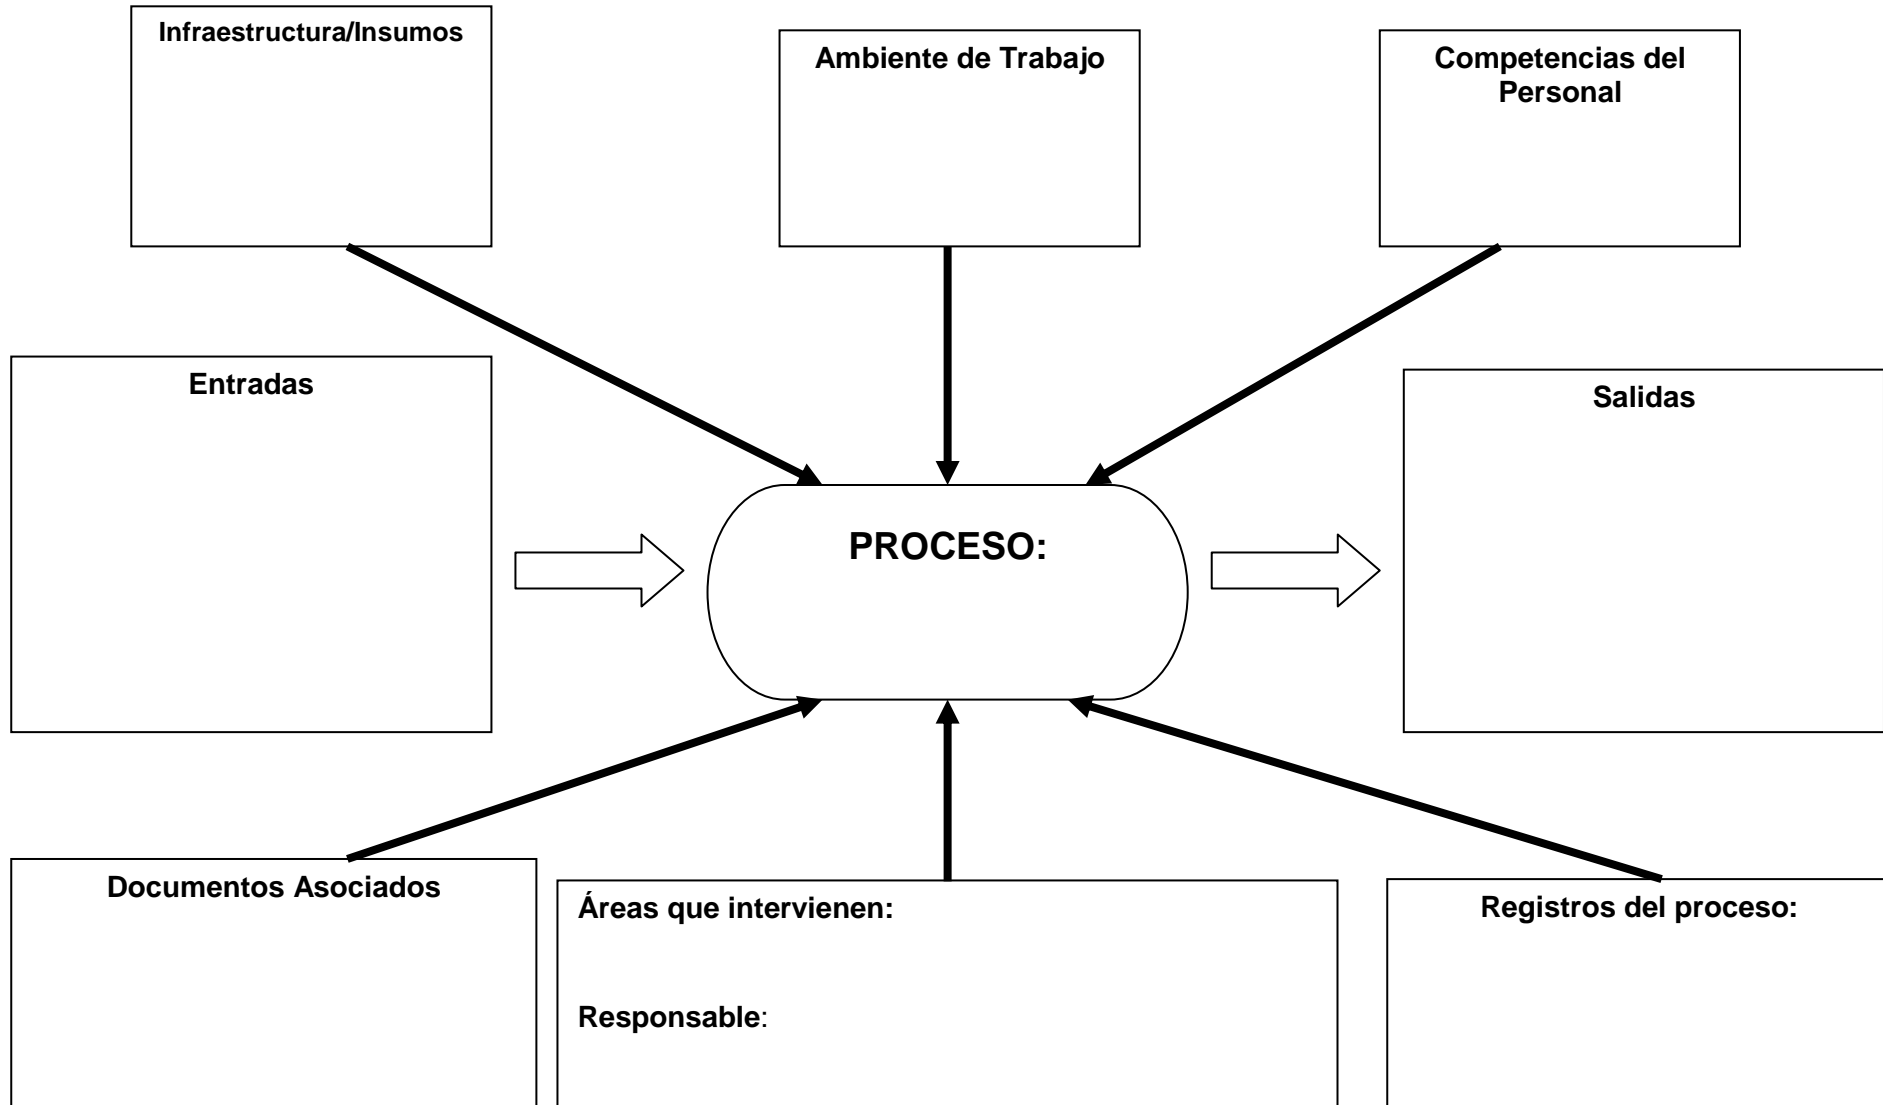 Infraestructura/Insumos
Ambiente de Trabajo
Competencias del
Personal
Entradas
Salidas
PROCESO:
Documentos Asociados
Áreas que intervienen:
Responsable:
Registros del proceso: